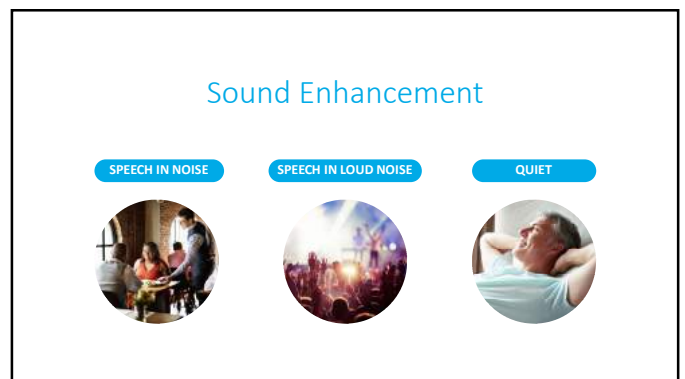 Sound Enhancement
SPEECH IN NOISE
SPEECH IN LOUD NOISE
QUIET